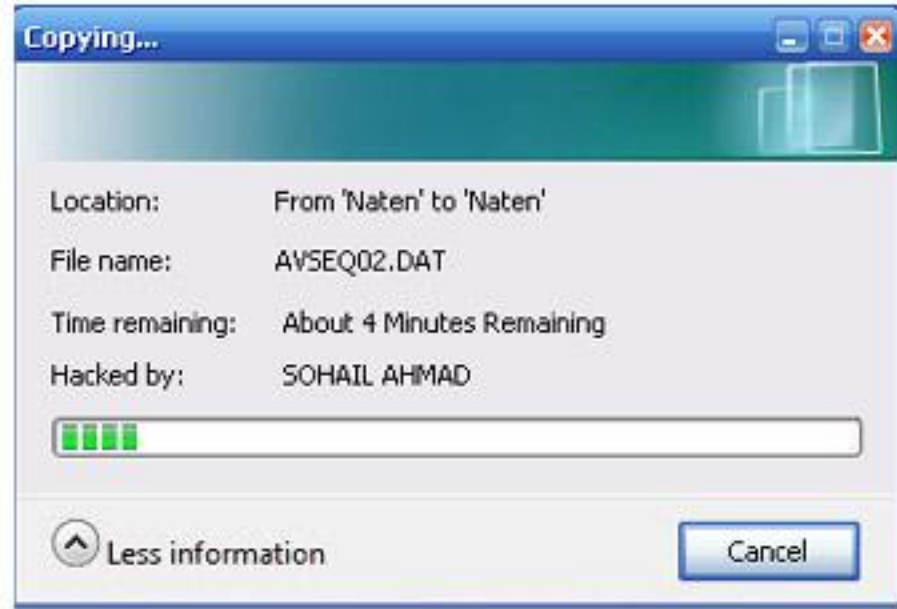 Copying...
Location: From 'Naten' to 'Naten'
File name: AVSEQ02.DAT
Time remaining: About 4 Minutes Remaining
Hacked by: SOHAIL AHMAD
Less information
Cancel